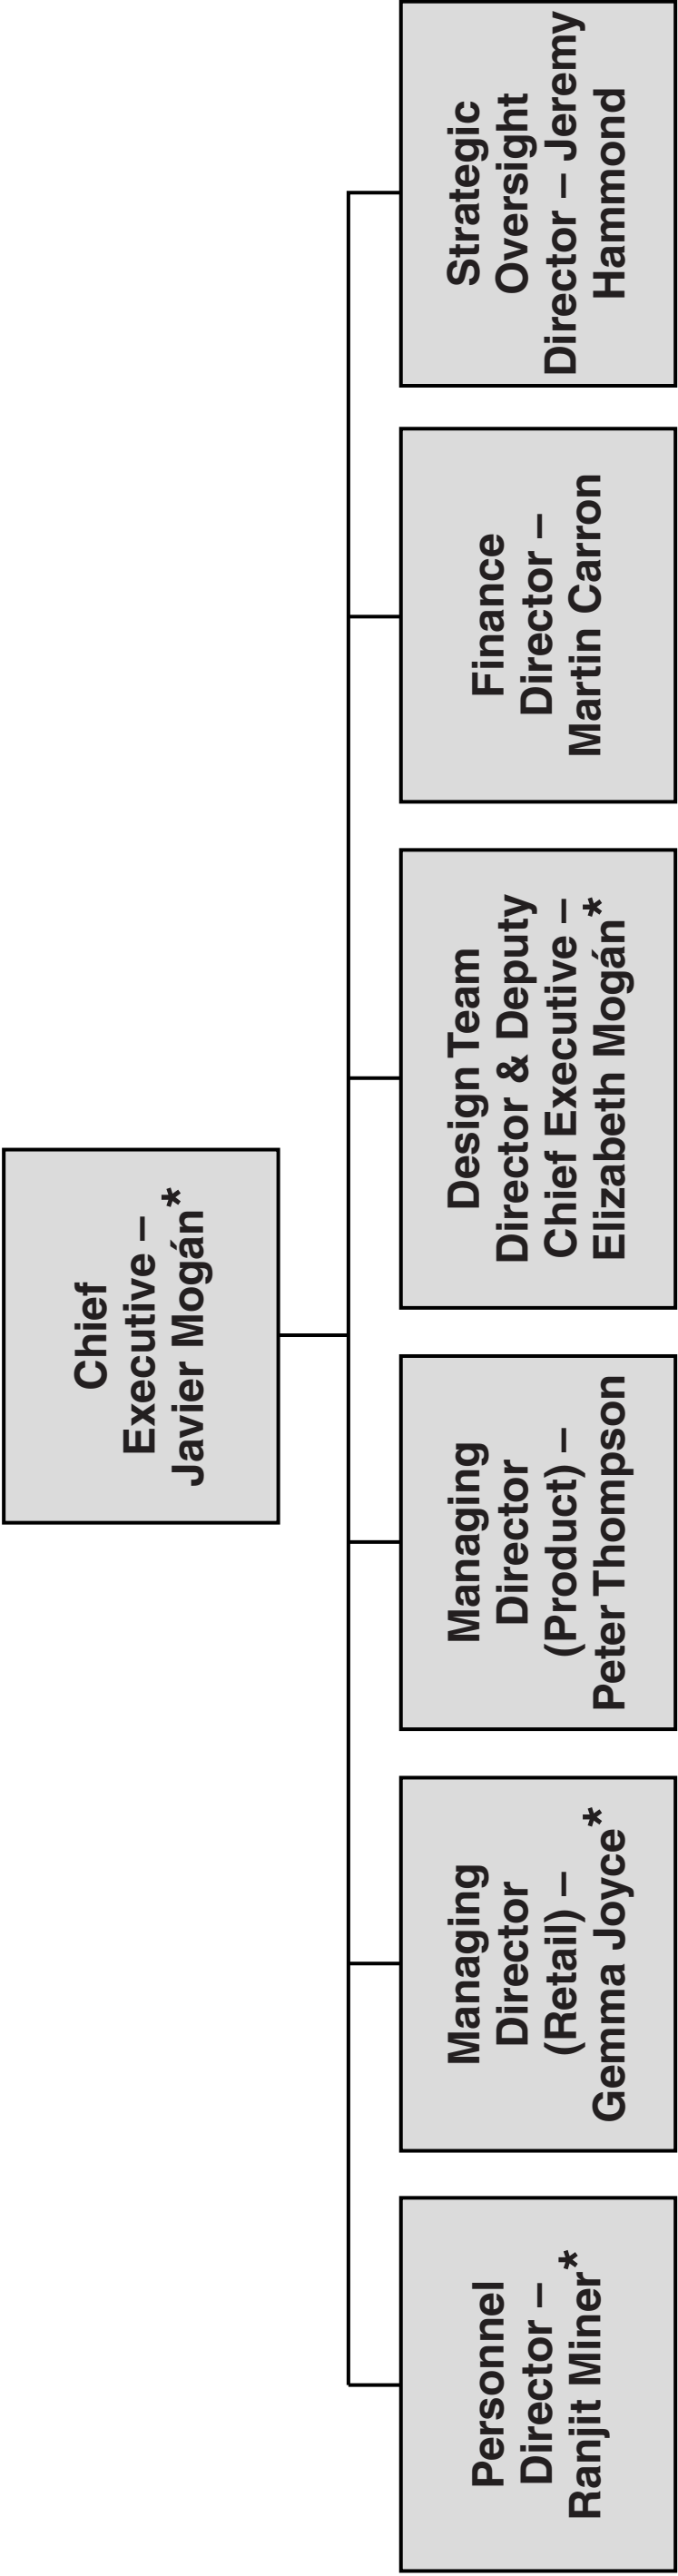 Chief
Executive –
Javier Mogán*
Personnel
Director –
Ranjit Miner*
Managing
Director
(Retail) –
Gemma Joyce*
Managing
Director
(Product) –
Peter Thompson
Design Team
Director & Deputy
Chief Executive –
Elizabeth Mogán*
Finance
Director –
Martin Carron
Strategic
Oversight
Director – Jeremy
Hammond